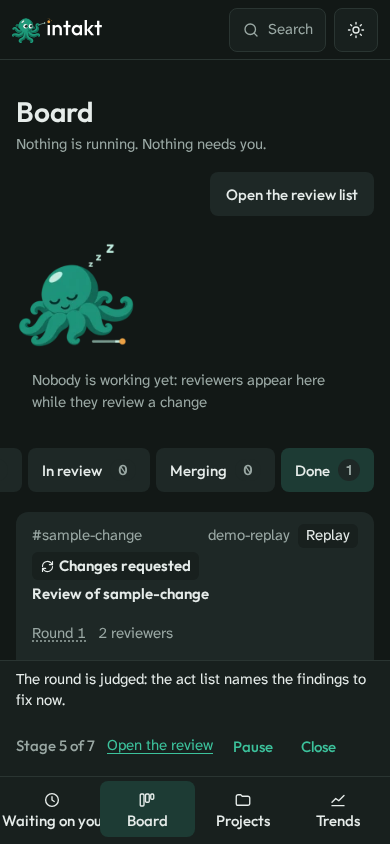 intakt
Search
Board
Nothing is running. Nothing needs you.
Open the review list
z z z
Nobody is working yet: reviewers appear here
while they review a change
In review 0
Merging 0
Done 1
#sample-change
demo-replay Replay
Changes requested
Review of sample-change
Round 1 2 reviewers
The round is judged: the act list names the findings to
fix now.
Stage 5 of 7 Open the review Pause Close
Waiting on you Board Projects Trends